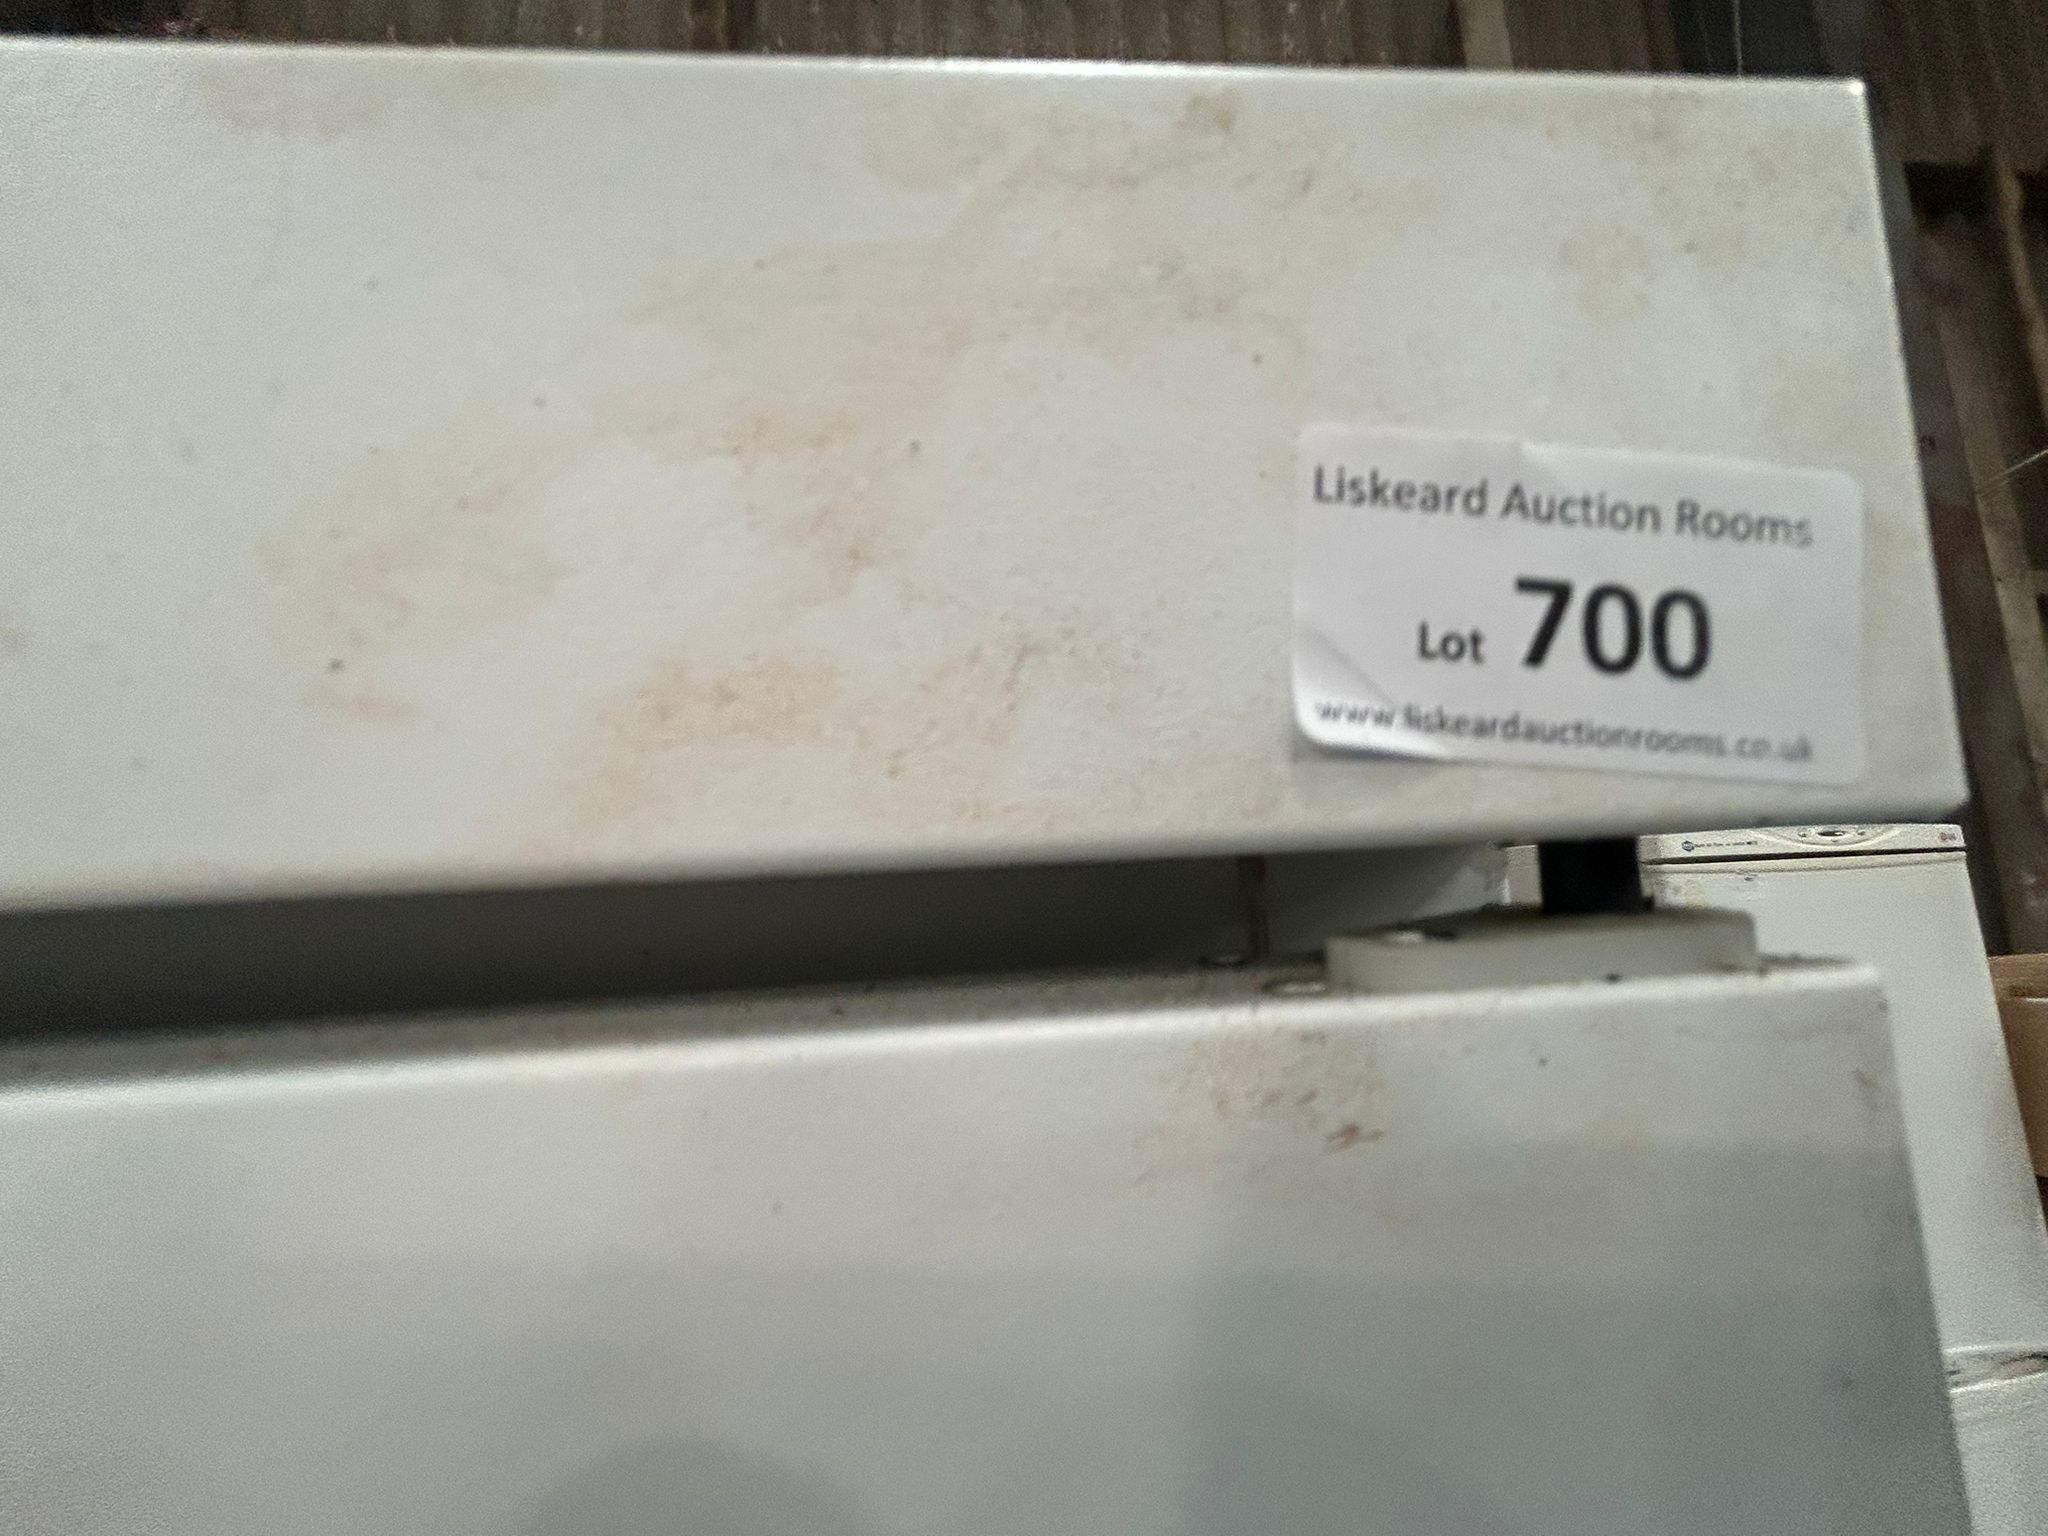 Liskeard Auction Rooms
Lot 700
www.liskeardauctionrooms.co.uk